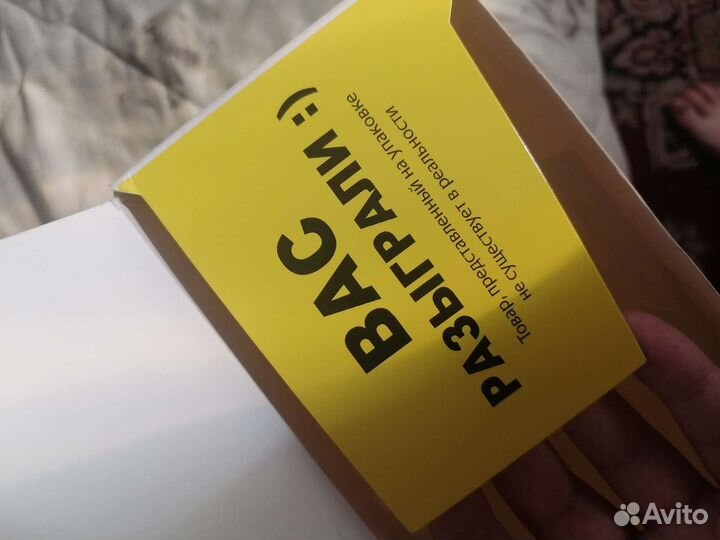 ВАС
РАЗЫГРАЛИ :)
Товар, представленный на упаковке
не существует в реальности
Avito